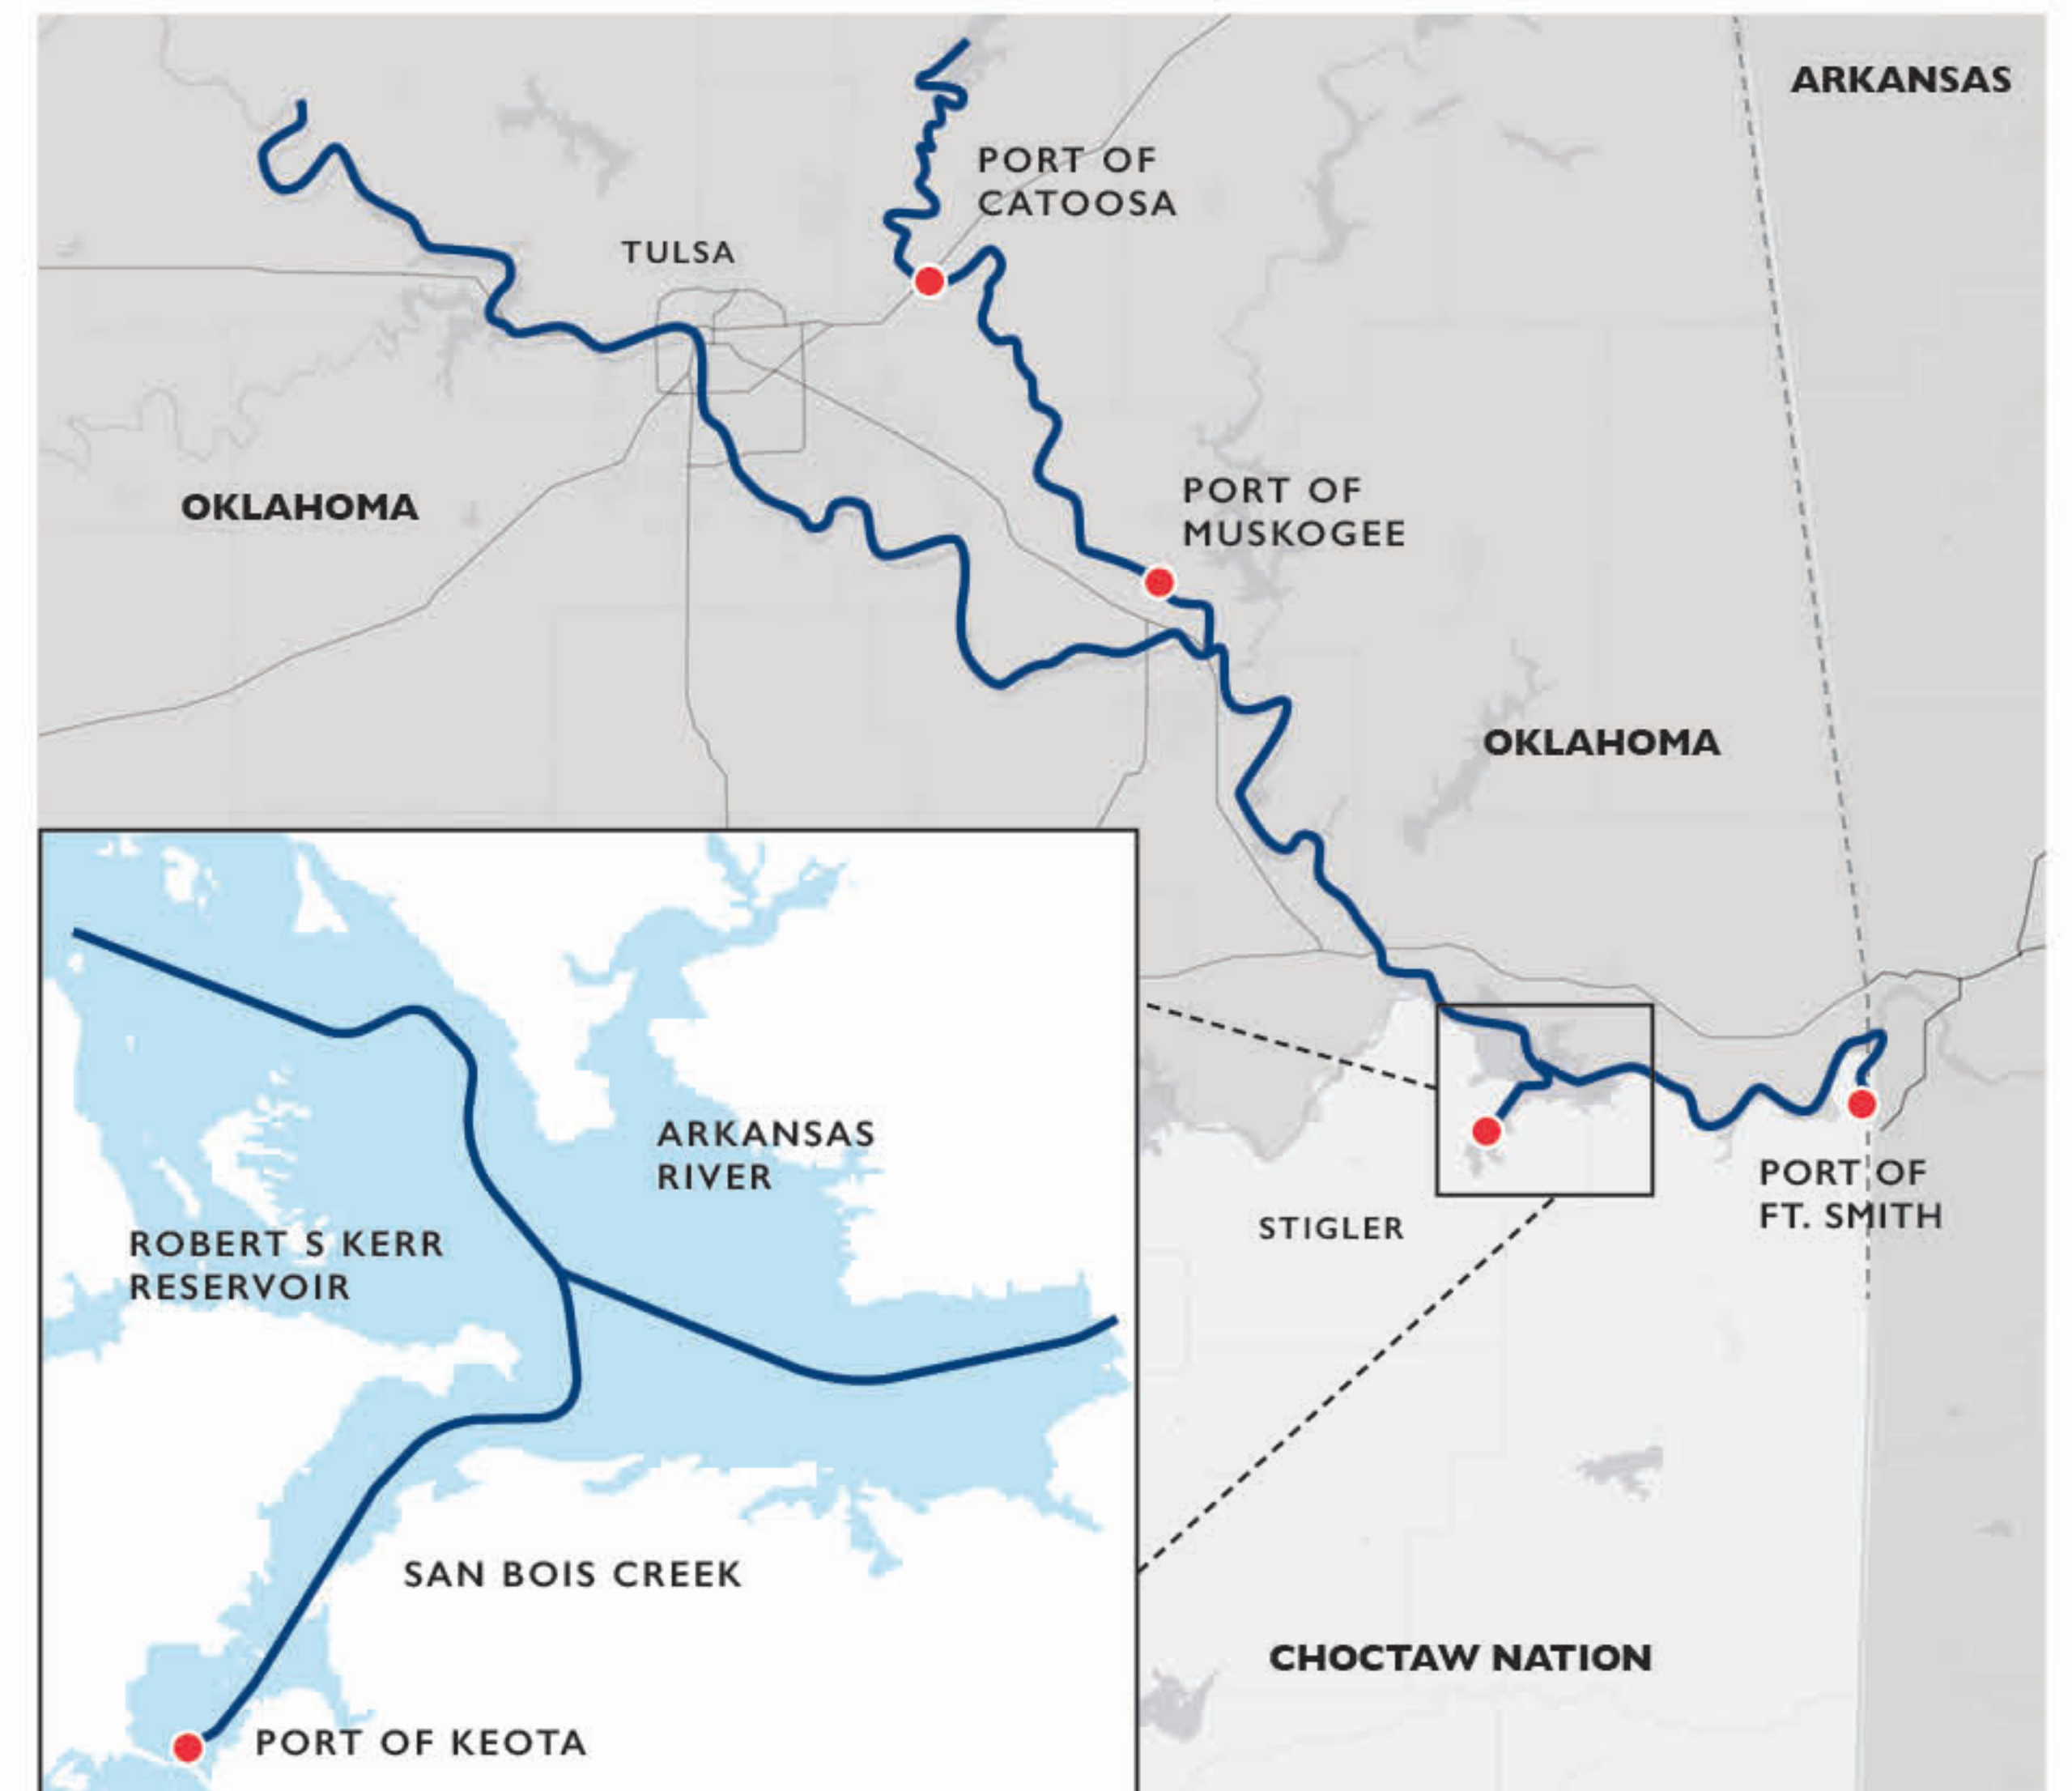 ARKANSAS
PORT OF
CATOOSA
TULSA
OKLAHOMA
PORT OF
MUSKOGEE
OKLAHOMA
ARKANSAS
RIVER
ROBERT S KERR
RESERVOIR
STIGLER
PORT OF
FT. SMITH
SAN BOIS CREEK
CHOCTAW NATION
PORT OF KEOTA